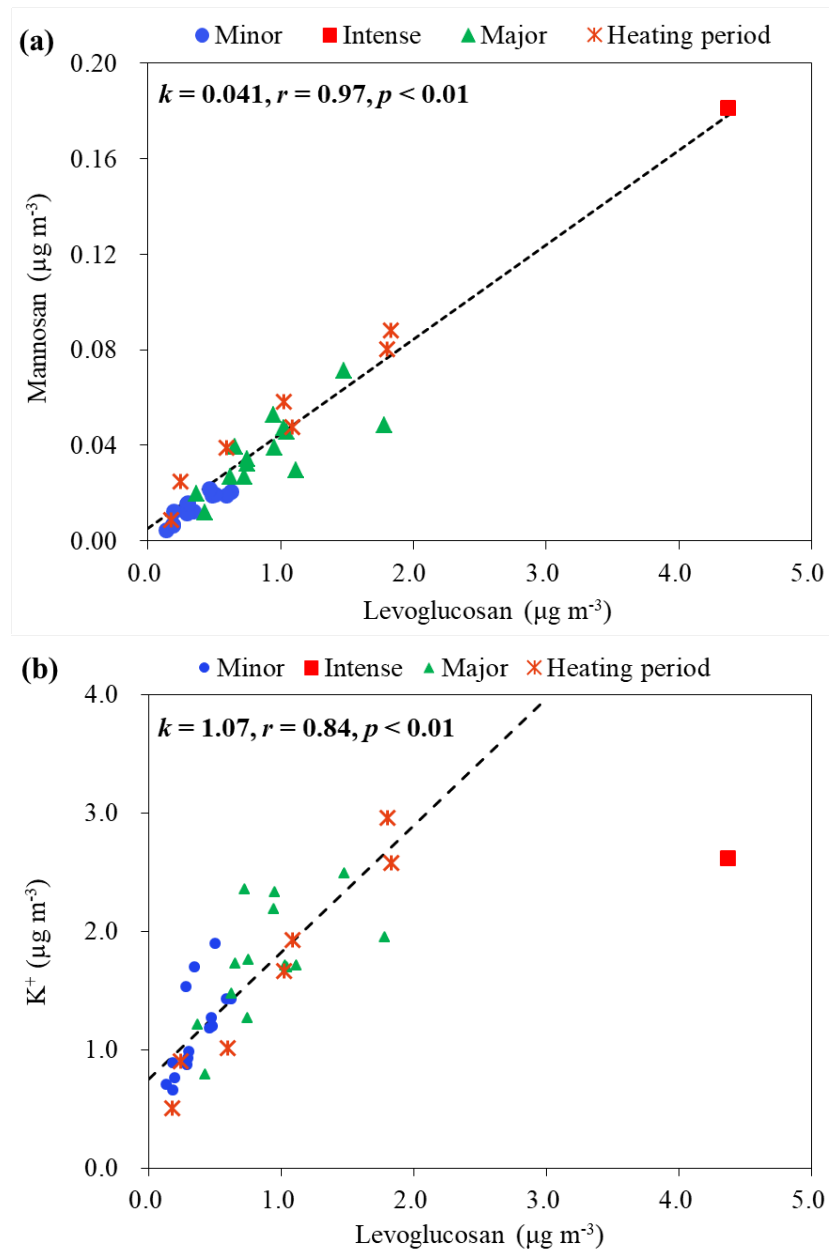 (a) Minor Intense Major Heating period
k = 0.041, r = 0.97, p < 0.01
0.20
0.16
0.12
0.08
0.04
0.00
Mannosan (µg m⁻³)
0.0 1.0 2.0 3.0 4.0 5.0
Levoglucosan (µg m⁻³)
(b) Minor Intense Major Heating period
k = 1.07, r = 0.84, p < 0.01
4.0
3.0
2.0
1.0
0.0
K⁺ (µg m⁻³)
0.0 1.0 2.0 3.0 4.0 5.0
Levoglucosan (µg m⁻³)